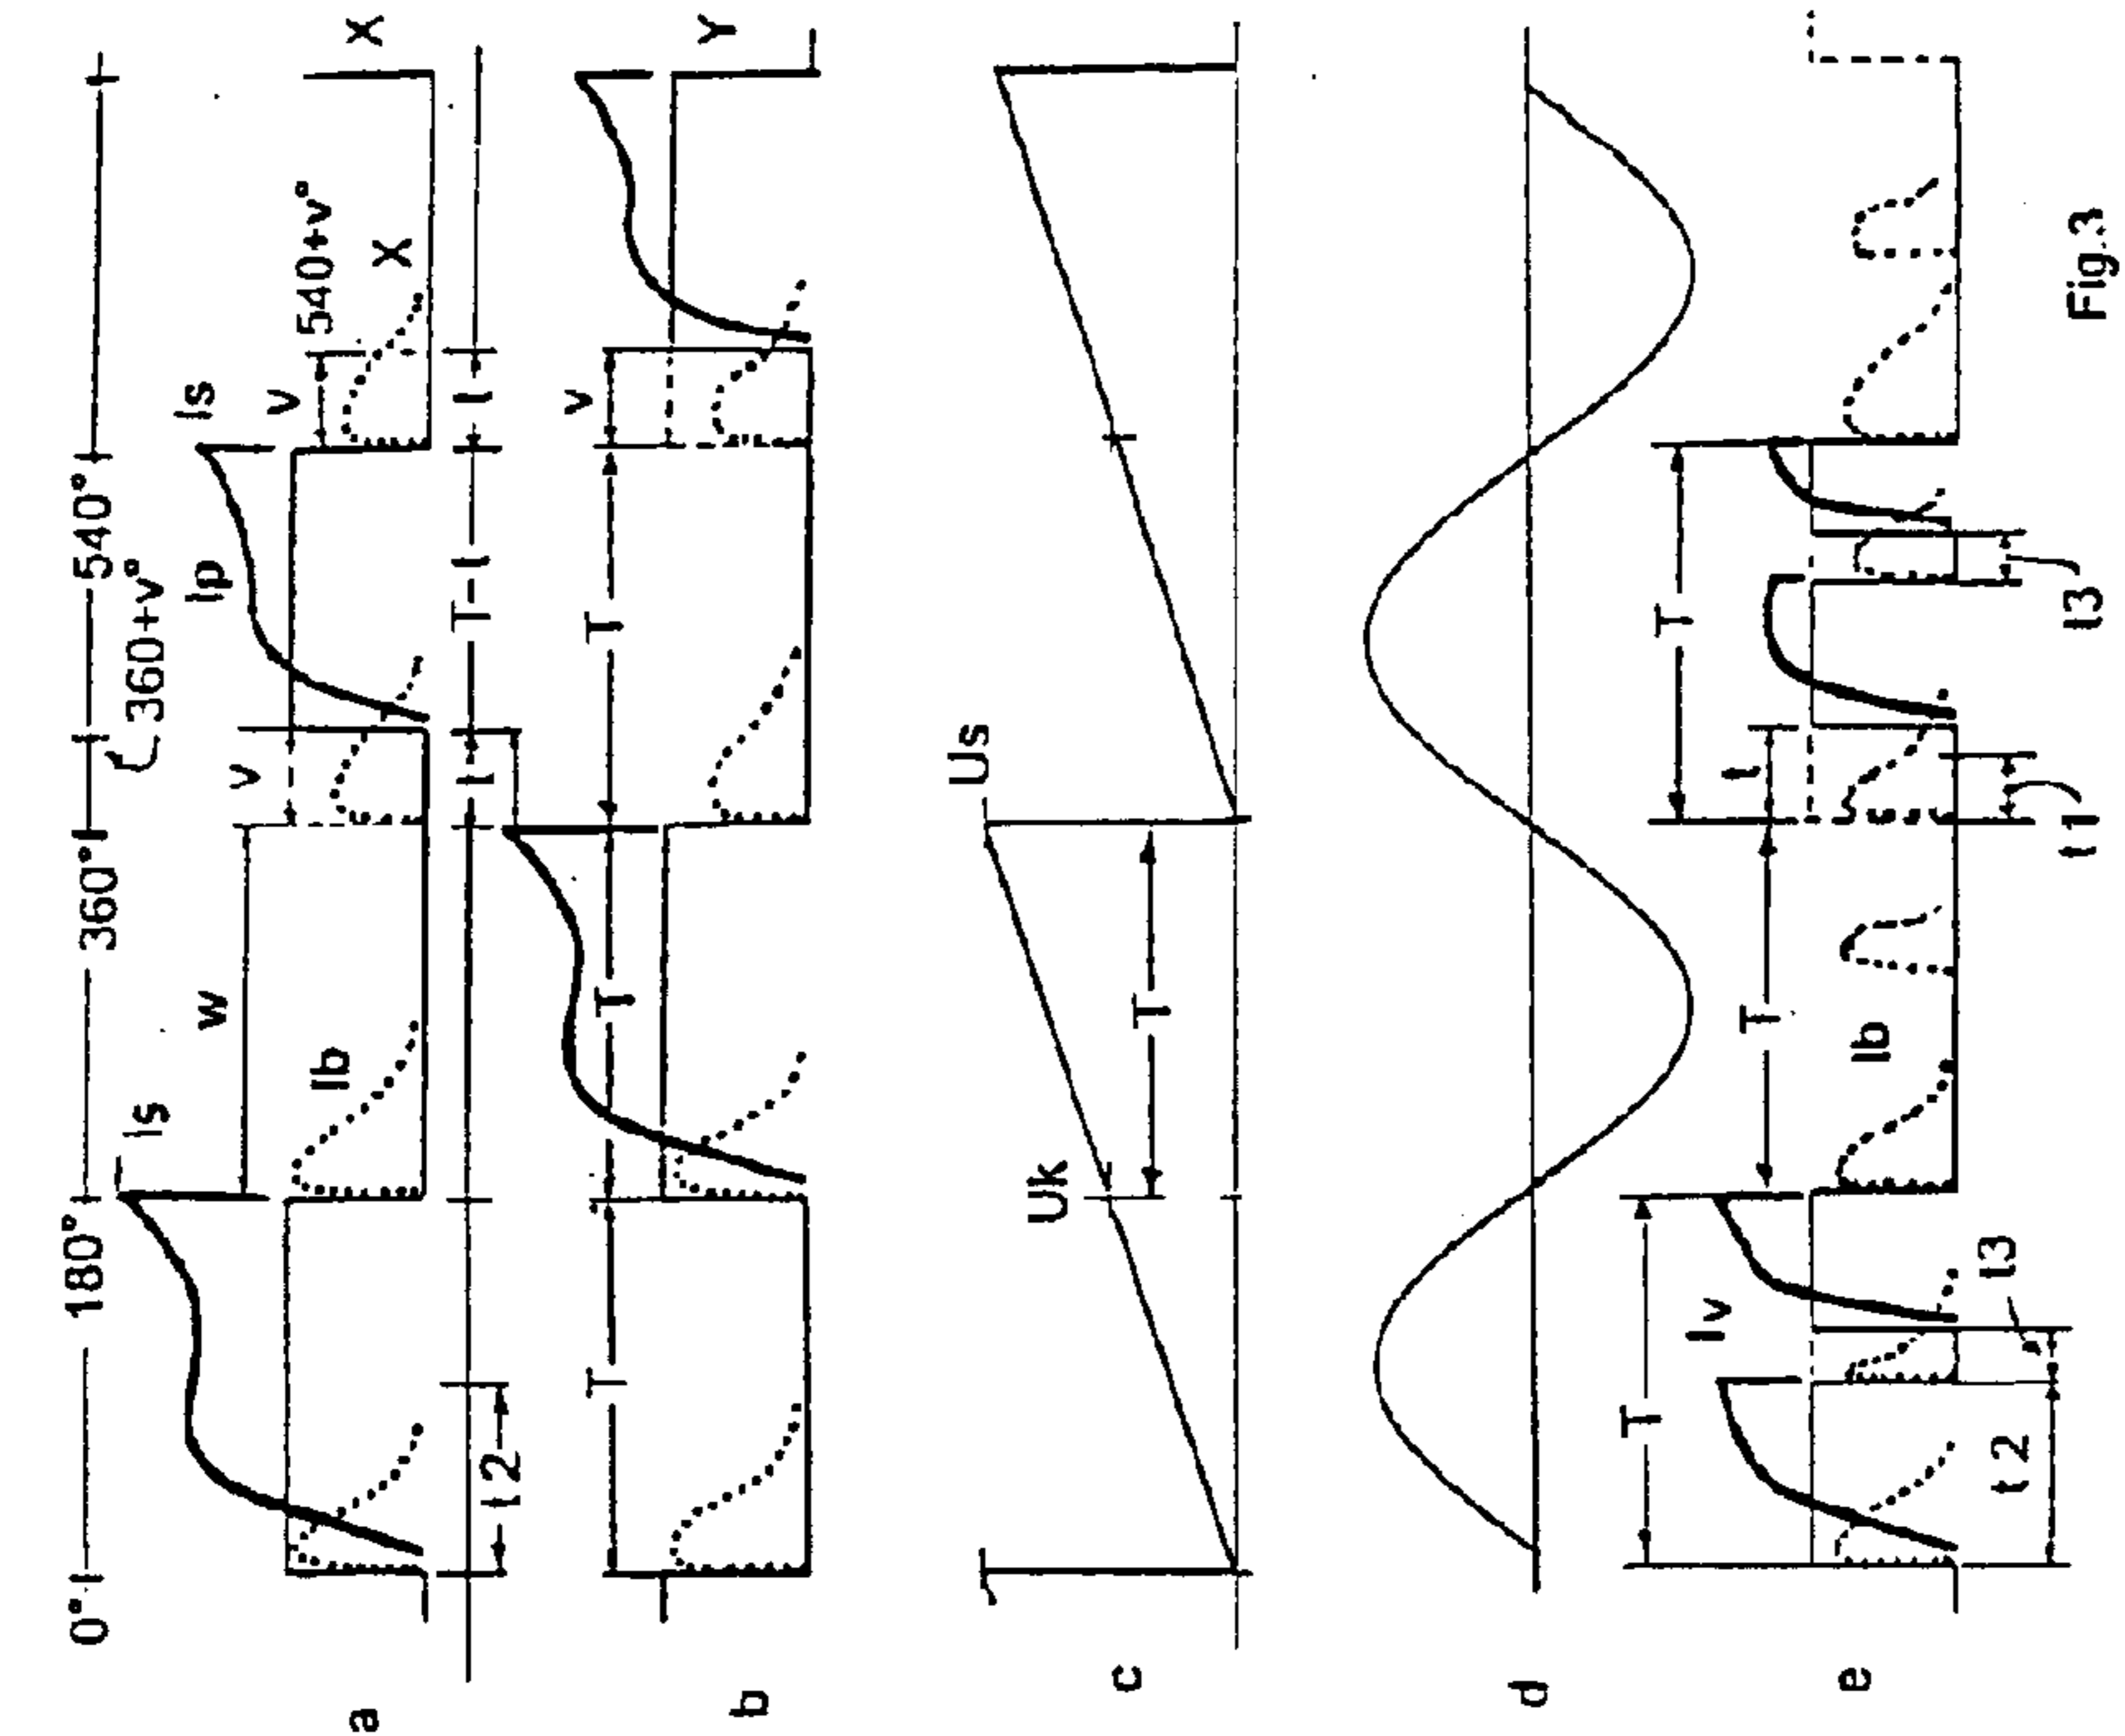 0° 180° 360° 540°
360+v°
a Is Ip Is X
w v v 540+v°
Ib X
t2 t T-t t
b T T T v Y
c Uk T Us
d
e T T T
Iv Ib t
t2 t3 t1 t3
Fig.3